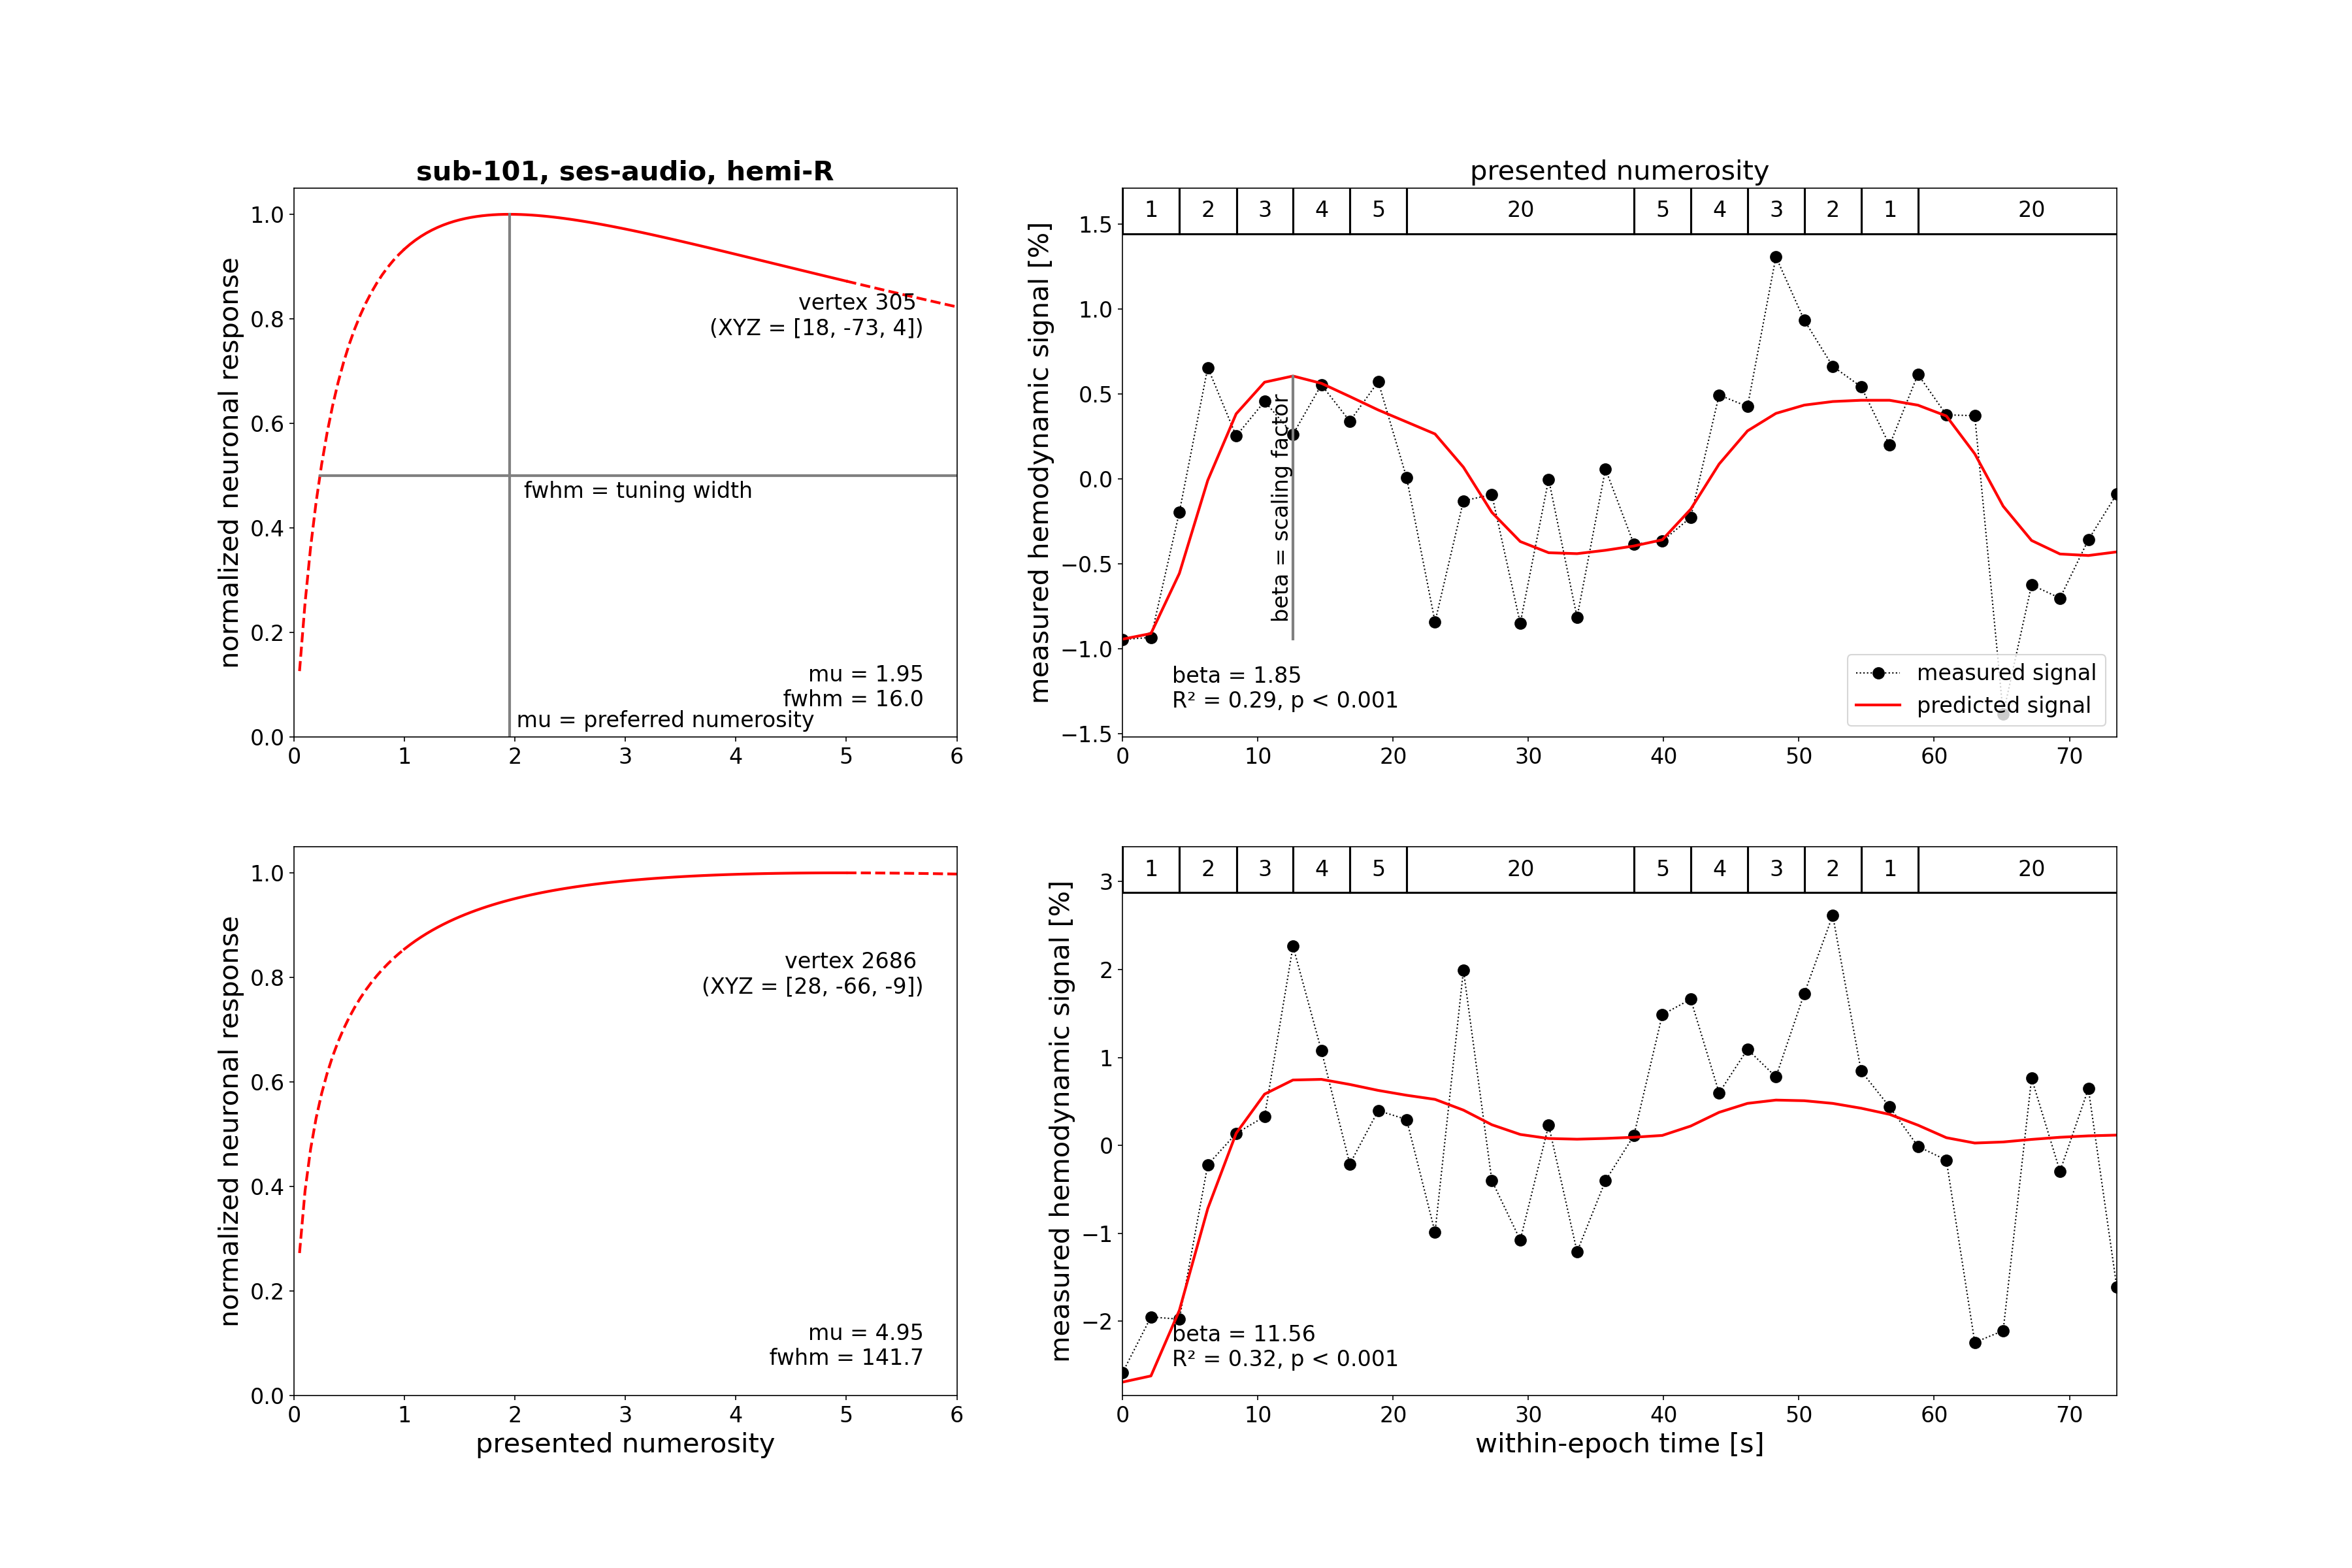 sub-101, ses-audio, hemi-R
normalized neuronal response
1.0
0.8
0.6
0.4
0.2
0.0
0 1 2 3 4 5 6
vertex 305
(XYZ = [18, -73, 4])
fwhm = tuning width
mu = 1.95
fwhm = 16.0
mu = preferred numerosity
presented numerosity
1 2 3 4 5 20 5 4 3 2 1 20
measured hemodynamic signal [%]
1.5
1.0
0.5
0.0
−0.5
−1.0
−1.5
0 10 20 30 40 50 60 70
beta = scaling factor
beta = 1.85
R² = 0.29, p < 0.001
measured signal
predicted signal
normalized neuronal response
1.0
0.8
0.6
0.4
0.2
0.0
0 1 2 3 4 5 6
vertex 2686
(XYZ = [28, -66, -9])
mu = 4.95
fwhm = 141.7
presented numerosity
1 2 3 4 5 20 5 4 3 2 1 20
measured hemodynamic signal [%]
3
2
1
0
−1
−2
beta = 11.56
R² = 0.32, p < 0.001
0 10 20 30 40 50 60 70
within-epoch time [s]